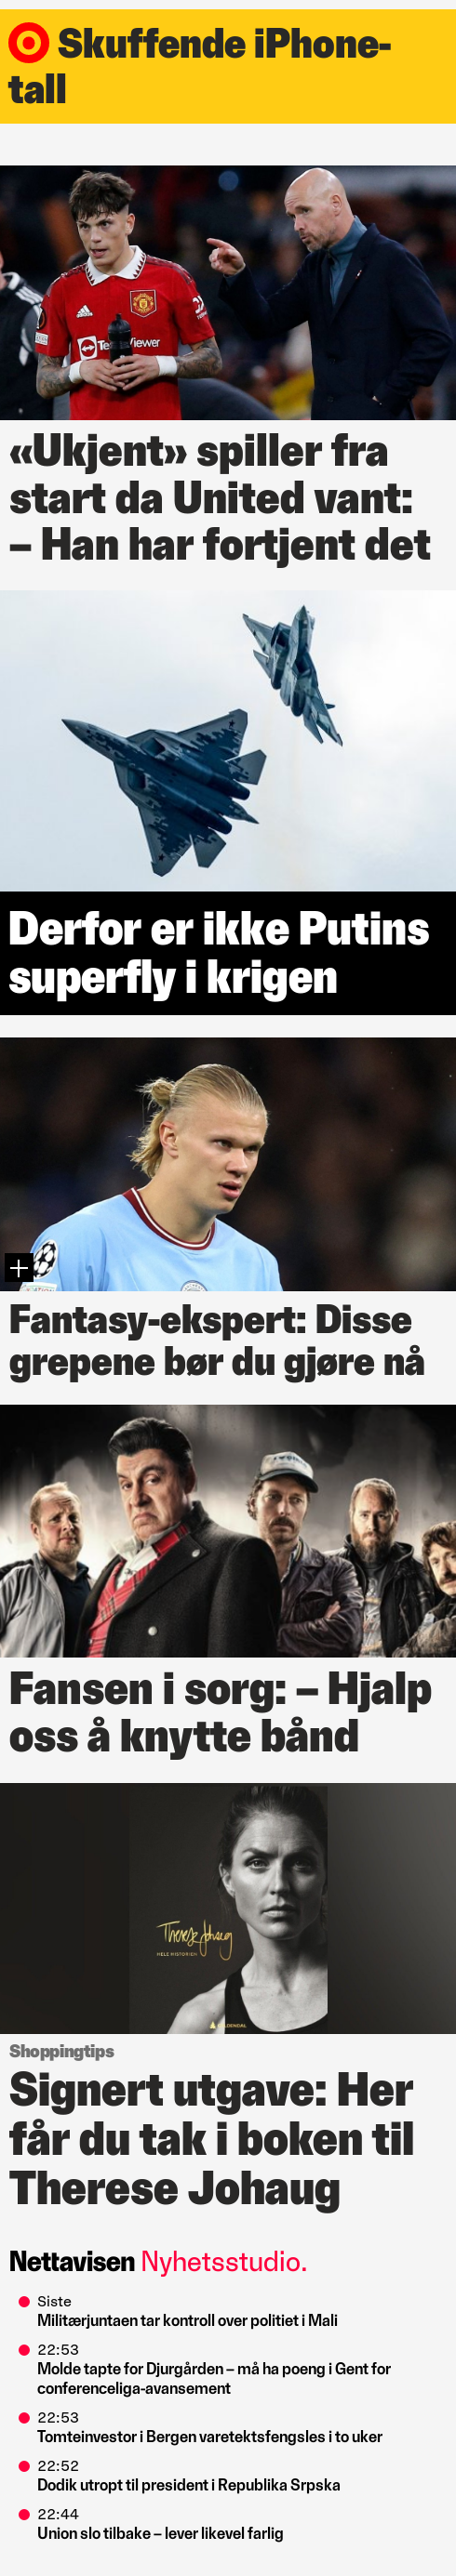 Skuffende iPhone-
tall
TeamViewer
«Ukjent» spiller fra
start da United vant:
– Han har fortjent det
Derfor er ikke Putins
superfly i krigen
Fantasy-ekspert: Disse
grepene bør du gjøre nå
Fansen i sorg: – Hjalp
oss å knytte bånd
Therese Johaug
HELE HISTORIEN
GYLDENDAL
Shoppingtips
Signert utgave: Her
får du tak i boken til
Therese Johaug
Nettavisen Nyhetsstudio.
Siste
Militærjuntaen tar kontroll over politiet i Mali
22:53
Molde tapte for Djurgården – må ha poeng i Gent for
conferenceliga-avansement
22:53
Tomteinvestor i Bergen varetektsfengsles i to uker
22:52
Dodik utropt til president i Republika Srpska
22:44
Union slo tilbake – lever likevel farlig